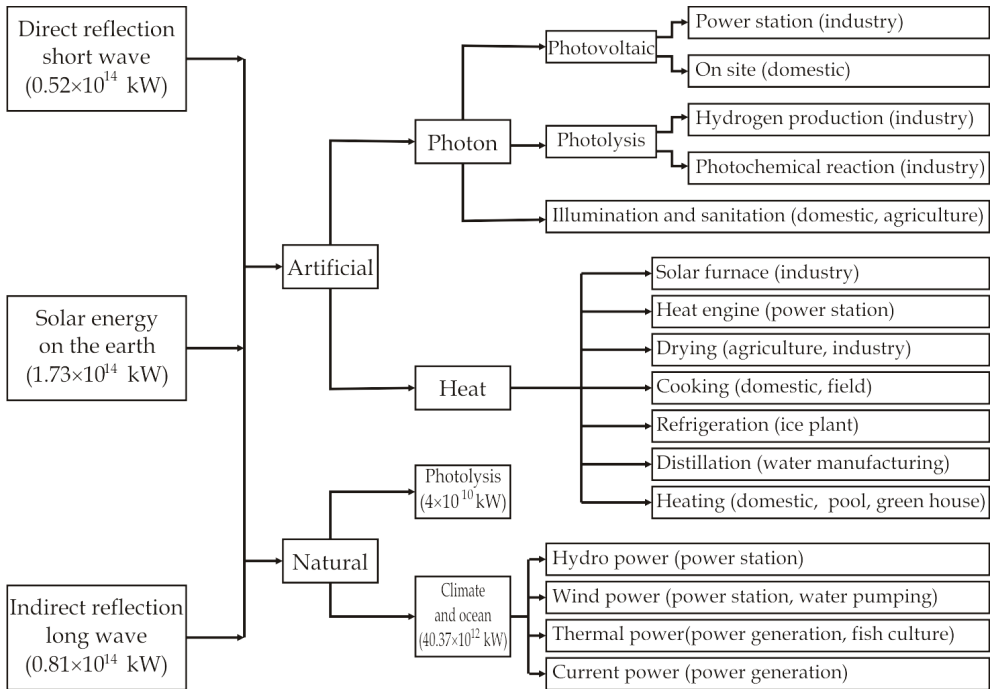 Direct reflection
short wave
(0.52×10¹⁴ kW)
Solar energy
on the earth
(1.73×10¹⁴ kW)
Indirect reflection
long wave
(0.81×10¹⁴ kW)
Artificial
Natural
Photon
Heat
Photolysis
(4×10¹⁰ kW)
Climate
and ocean
(40.37×10¹² kW)
Photovoltaic
Photolysis
Power station (industry)
On site (domestic)
Hydrogen production (industry)
Photochemical reaction (industry)
Illumination and sanitation (domestic, agriculture)
Solar furnace (industry)
Heat engine (power station)
Drying (agriculture, industry)
Cooking (domestic, field)
Refrigeration (ice plant)
Distillation (water manufacturing)
Heating (domestic, pool, green house)
Hydro power (power station)
Wind power (power station, water pumping)
Thermal power(power generation, fish culture)
Current power (power generation)